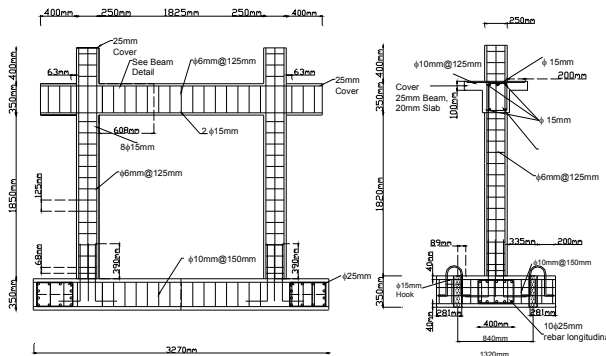 400mm 250mm 1825mm 250mm 400mm
25mm
Cover
See Beam
Detail
φ6mm@125mm
63mm
63mm
25mm
Cover
400mm
350mm
2 φ15mm
608mm
8φ15mm
φ6mm@125mm
1850mm
125mm
68mm
390mm
390mm
φ10mm@150mm
φ25mm
350mm
3270mm
250mm
400mm
φ10mm@125mm
φ 15mm
200mm
Cover
25mm Beam,
20mm Slab
100mm
350mm
φ 15mm
φ6mm@125mm
1820mm
89mm
335mm 200mm
40mm
φ10mm@150mm
φ15mm
Hook
350mm
40mm
281mm
281mm
400mm
10φ25mm
rebar longitudina
840mm
1320mm